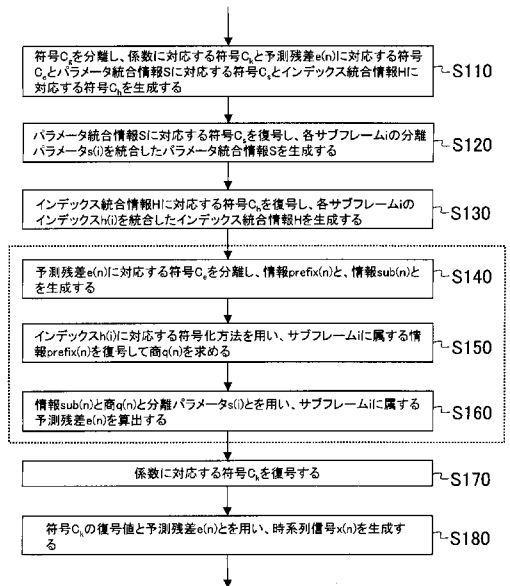 符号C_gを分離し、係数に対応する符号C_kと予測残差e(n)に対応する符号
C_eとパラメータ統合情報Sに対応する符号C_sとインデックス統合情報Hに
対応する符号C_hを生成する
S110
パラメータ統合情報Sに対応する符号C_sを復号し、各サブフレームiの分離
パラメータs(i)を統合したパラメータ統合情報Sを生成する
S120
インデックス統合情報Hに対応する符号C_hを復号し、各サブフレームiの
インデックスh(i)を統合したインデックス統合情報Hを生成する
S130
予測残差e(n)に対応する符号C_eを分離し、情報prefix(n)と、情報sub(n)と
を生成する
S140
インデックスh(i)に対応する符号化方法を用い、サブフレームiに属する情
報prefix(n)を復号して商q(n)を求める
S150
情報sub(n)と商q(n)と分離パラメータs(i)とを用い、サブフレームiに属する
予測残差e(n)を算出する
S160
係数に対応する符号C_kを復号する
S170
符号C_kの復号値と予測残差e(n)とを用い、時系列信号x(n)を生成す
る
S180